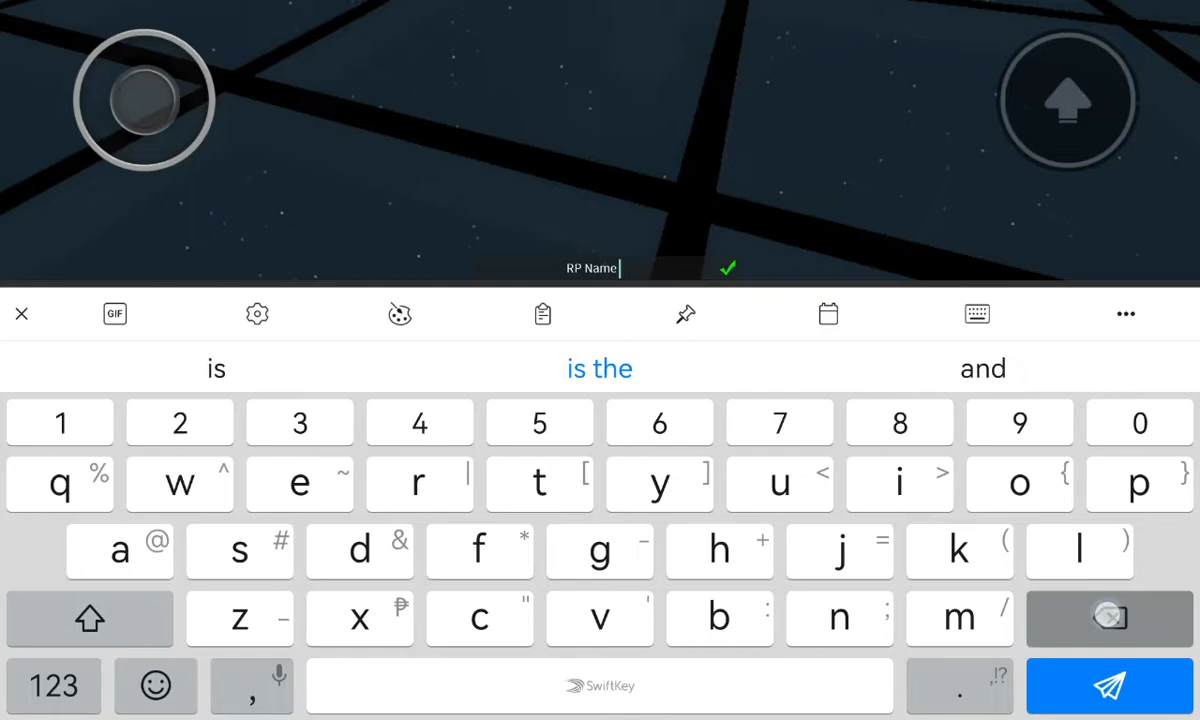 RP Name
GIF
is is the and
1 2 3 4 5 6 7 8 9 0
q % w ^ e ~ r | t [ y ] u < i > o { p }
a @ s # d & f * g - h + j = k ( l )
z _ x ₱ c " v ' b : n ; m /
123 , SwiftKey . ,!?